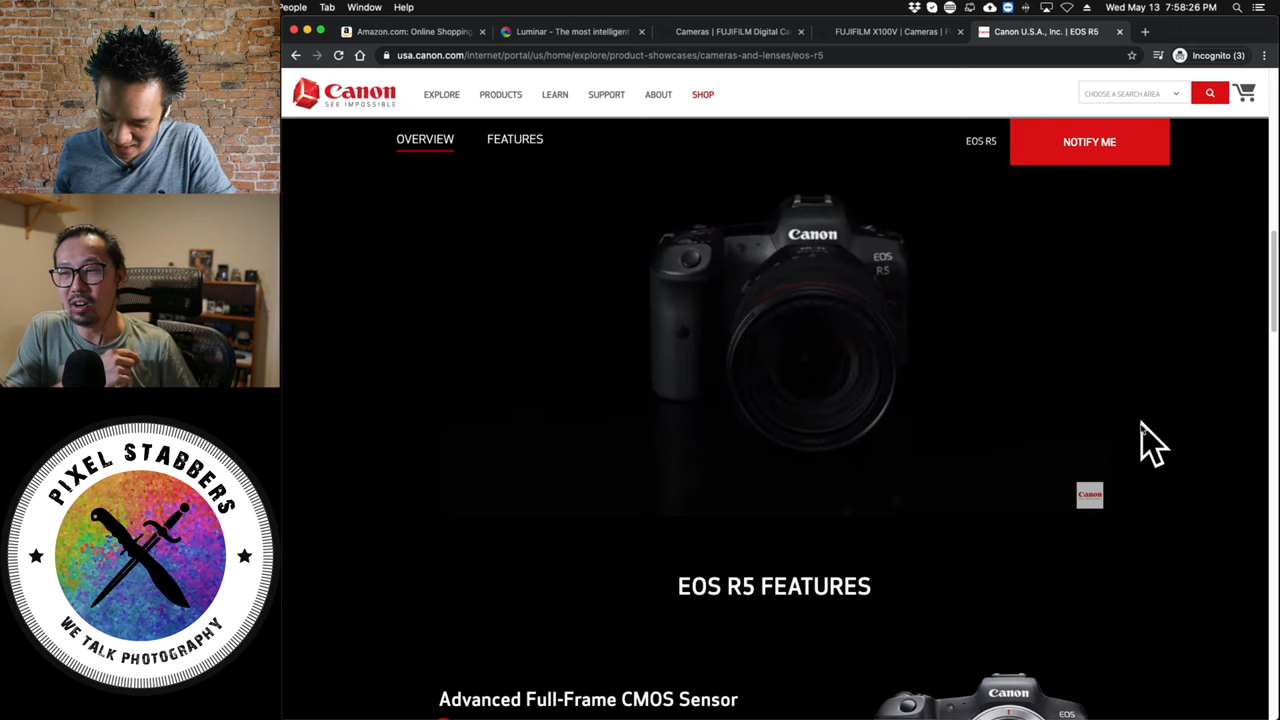 People Tab Window Help
Wed May 13 7:58:26 PM
Amazon.com: Online Shopping
Luminar - The most intelligent
Cameras | FUJIFILM Digital Ca
FUJIFILM X100V | Cameras | F
Canon U.S.A., Inc. | EOS R5
usa.canon.com/internet/portal/us/home/explore/product-showcases/cameras-and-lenses/eos-r5
Incognito (3)
Canon
SEE IMPOSSIBLE
EXPLORE PRODUCTS LEARN SUPPORT ABOUT SHOP
CHOOSE A SEARCH AREA
OVERVIEW FEATURES
EOS R5
NOTIFY ME
Canon
EOS
R5
Canon
EOS R5 FEATURES
Advanced Full-Frame CMOS Sensor
Canon
EOS
PIXEL STABBERS
WE TALK PHOTOGRAPHY